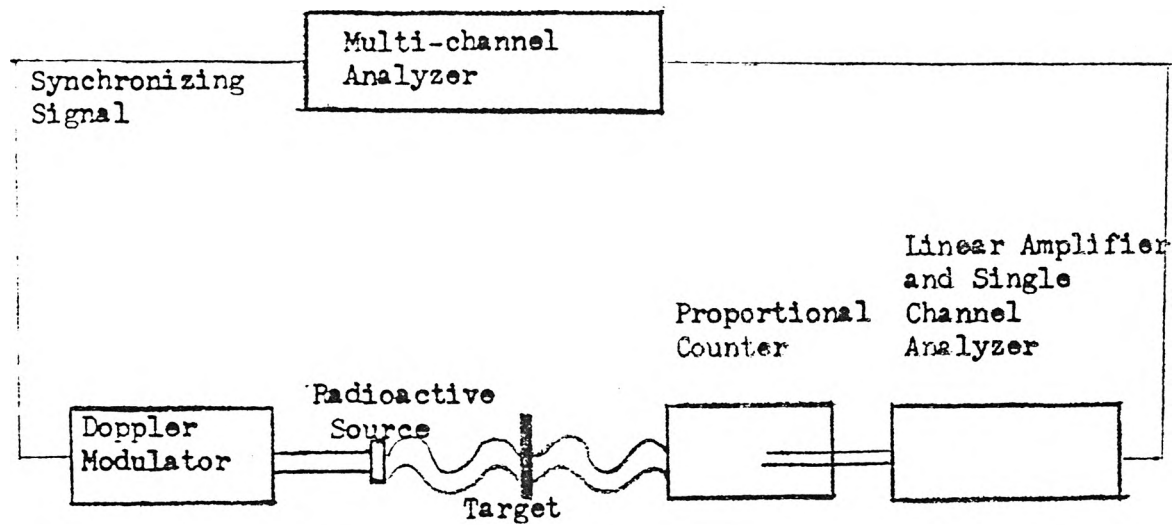 Multi-channel
Analyzer
Synchronizing
Signal
Linear Amplifier
and Single
Channel
Analyzer
Proportional
Counter
Radioactive
Source
Doppler
Modulator
Target